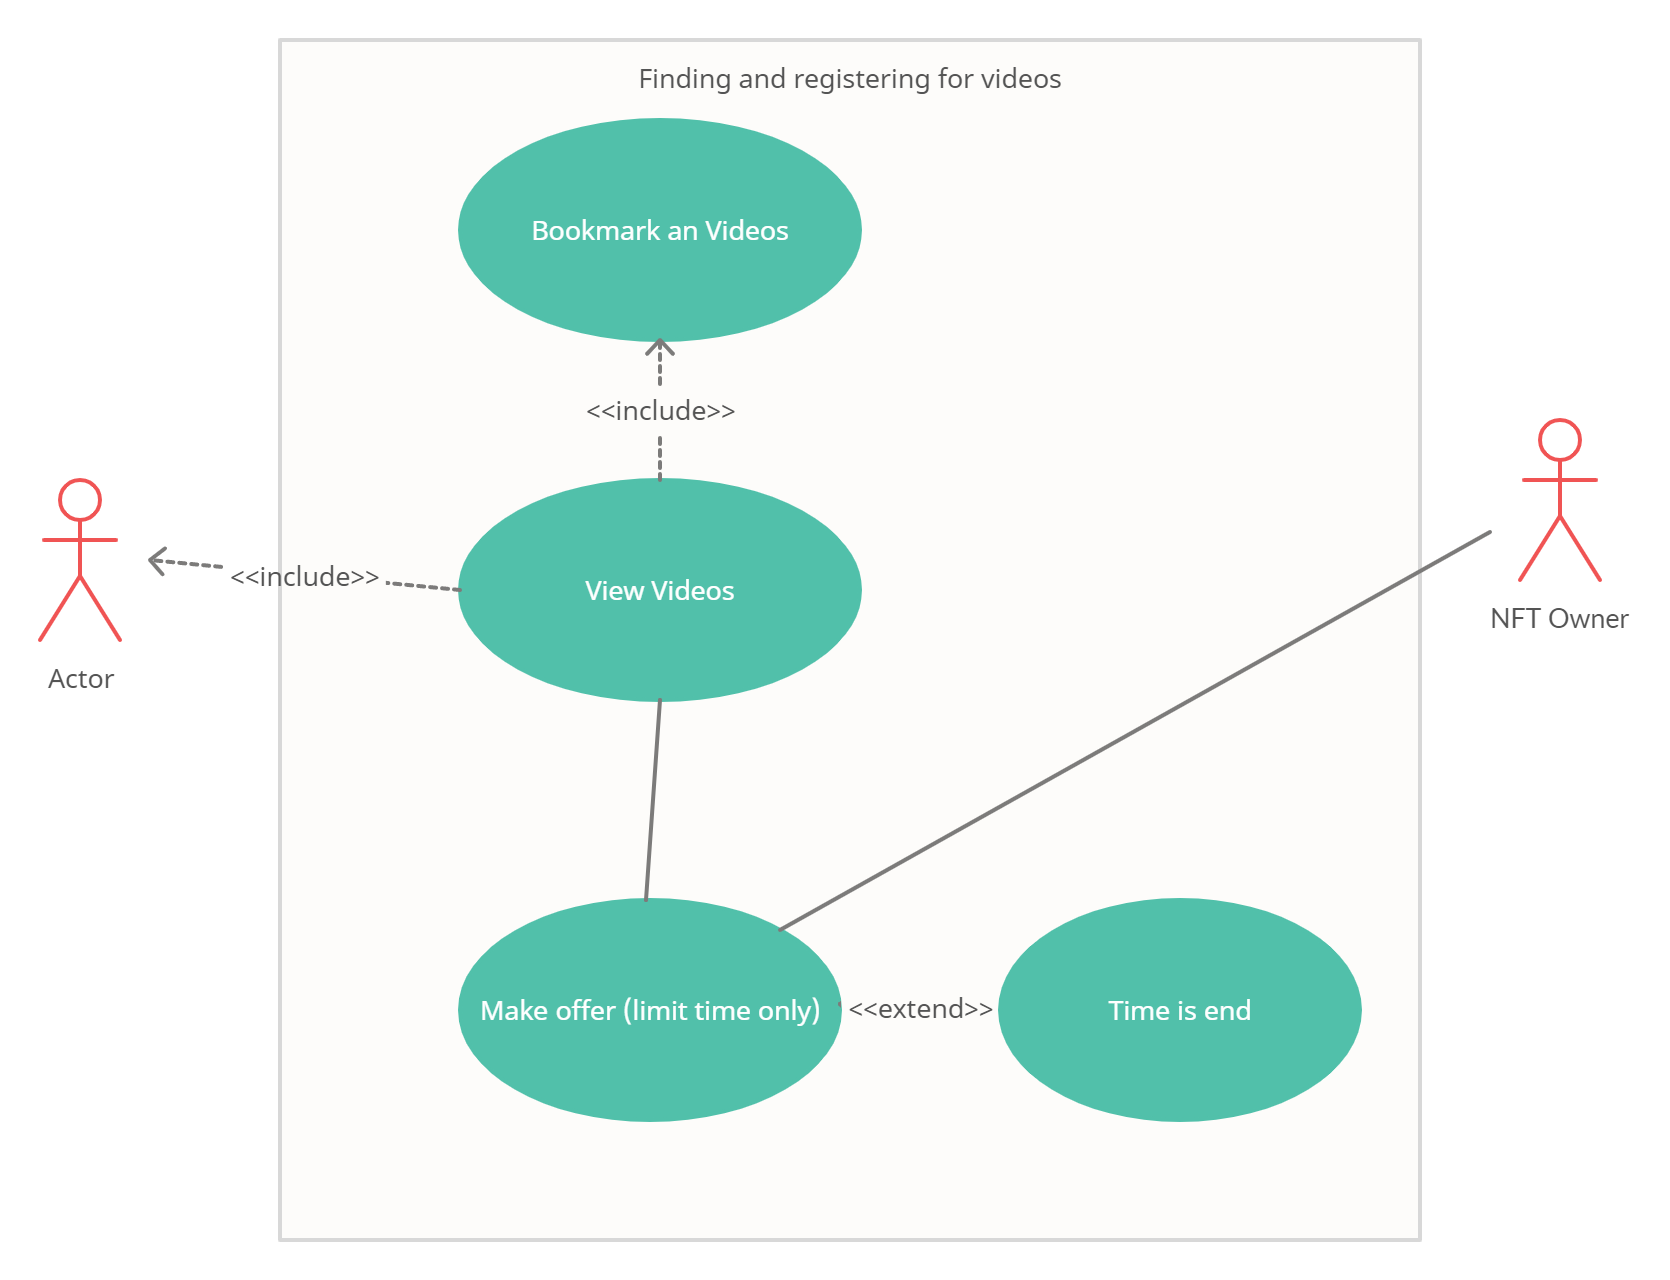 Finding and registering for videos
Bookmark an Videos
<<include>>
<<include>>
View Videos
Actor
NFT Owner
Make offer (limit time only)
<<extend>>
Time is end